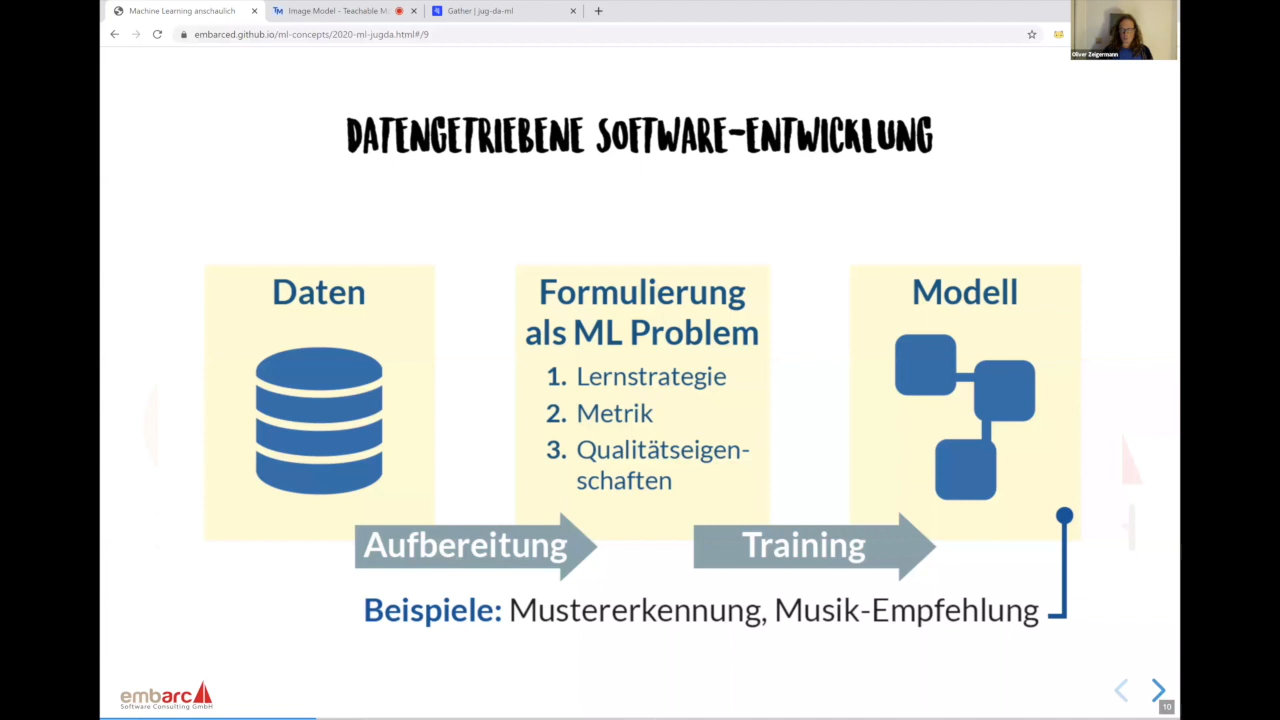 Machine Learning anschaulich
Image Model - Teachable M
Gather | jug-da-ml
embarced.github.io/ml-concepts/2020-ml-jugda.html#/9
Oliver Zeigermann
DATENGETRIEBENE SOFTWARE-ENTWICKLUNG
Daten
Formulierung
als ML Problem
1. Lernstrategie
2. Metrik
3. Qualitätseigen-
schaften
Modell
Aufbereitung
Training
Beispiele: Mustererkennung, Musik-Empfehlung
embarc
Software Consulting GmbH
10